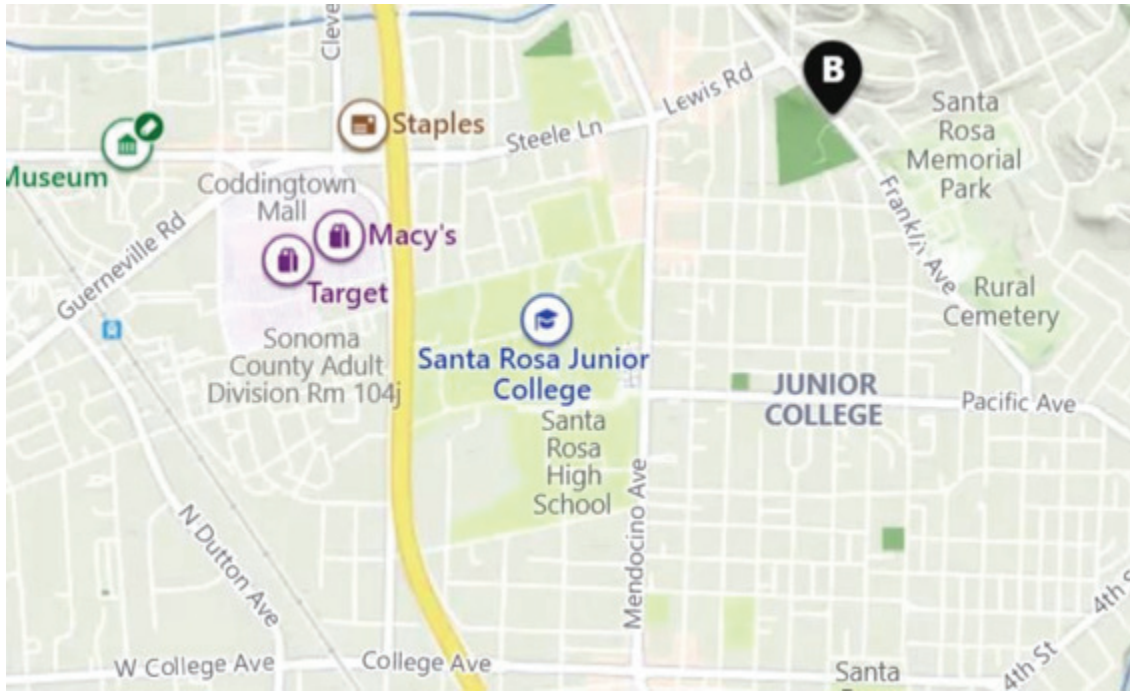 Cleve
B
Lewis Rd
Staples
Steele Ln
Santa
Rosa
Memorial
Park
Museum
Coddingtown
Mall
Macy's
Franklin Ave
Guerneville Rd
Target
Rural
Cemetery
Sonoma
County Adult
Division Rm 104j
Santa Rosa Junior
College
JUNIOR
COLLEGE
Pacific Ave
Santa
Rosa
High
School
Mendocino Ave
N Dutton Ave
4th S
4th St
W College Ave
College Ave
Santa